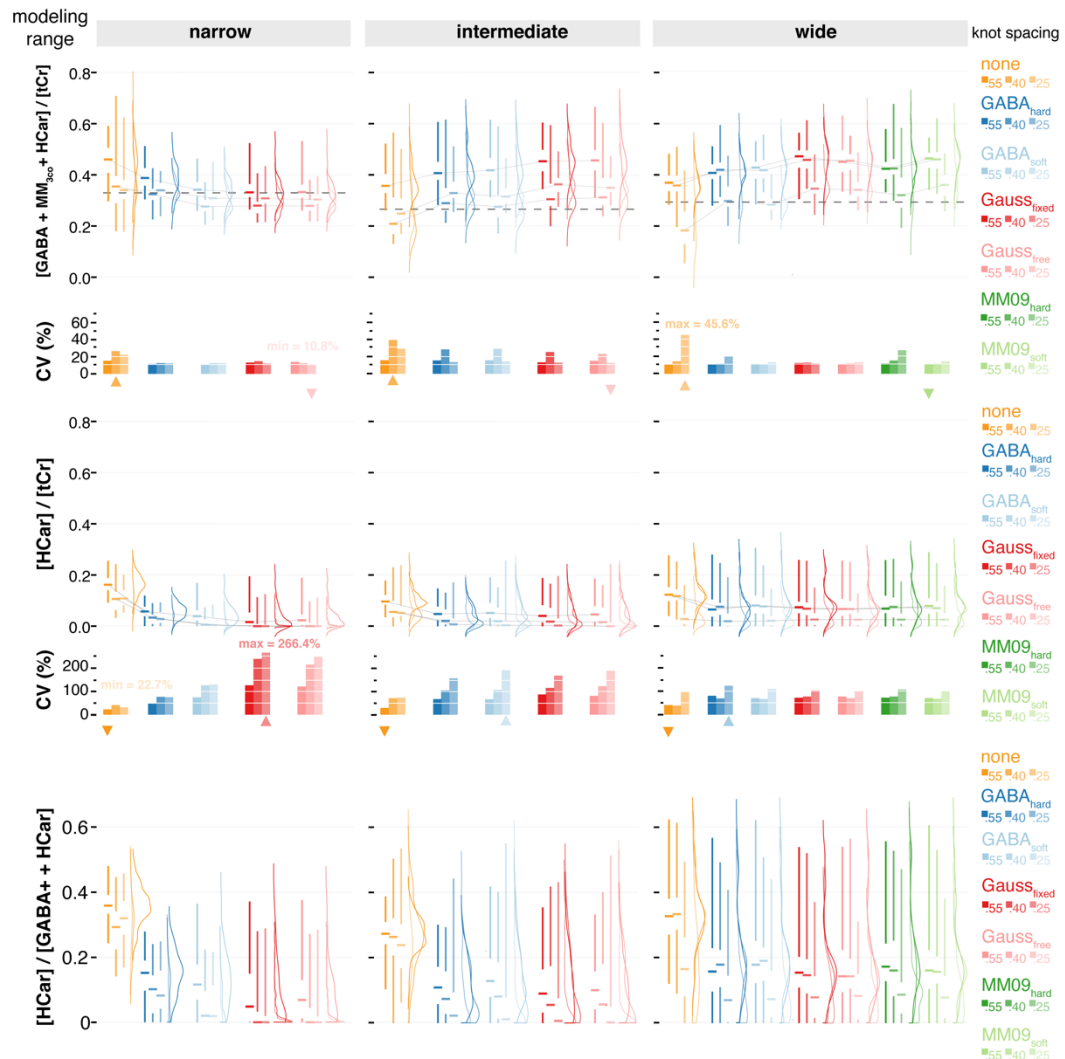 modeling range narrow intermediate wide knot spacing
[GABA + MM3co + HCar] / [tCr]
0.8
0.6
0.4
0.2
0.0
none
.55 .40 .25
GABAhard
.55 .40 .25
GABAsoft
.55 .40 .25
Gaussfixed
.55 .40 .25
Gaussfree
.55 .40 .25
MM09hard
.55 .40 .25
MM09soft
.55 .40 .25
CV (%)
60
40
20
0
min = 10.8%
max = 45.6%
[HCar] / [tCr]
0.8
0.6
0.4
0.2
0.0
none
.55 .40 .25
GABAhard
.55 .40 .25
GABAsoft
.55 .40 .25
Gaussfixed
.55 .40 .25
Gaussfree
.55 .40 .25
MM09hard
.55 .40 .25
MM09soft
.55 .40 .25
CV (%)
200
100
0
min = 22.7%
max = 266.4%
[HCar] / [GABA+ + HCar]
0.6
0.4
0.2
0
none
.55 .40 .25
GABAhard
.55 .40 .25
GABAsoft
.55 .40 .25
Gaussfixed
.55 .40 .25
Gaussfree
.55 .40 .25
MM09hard
.55 .40 .25
MM09soft
.55 .40 .25